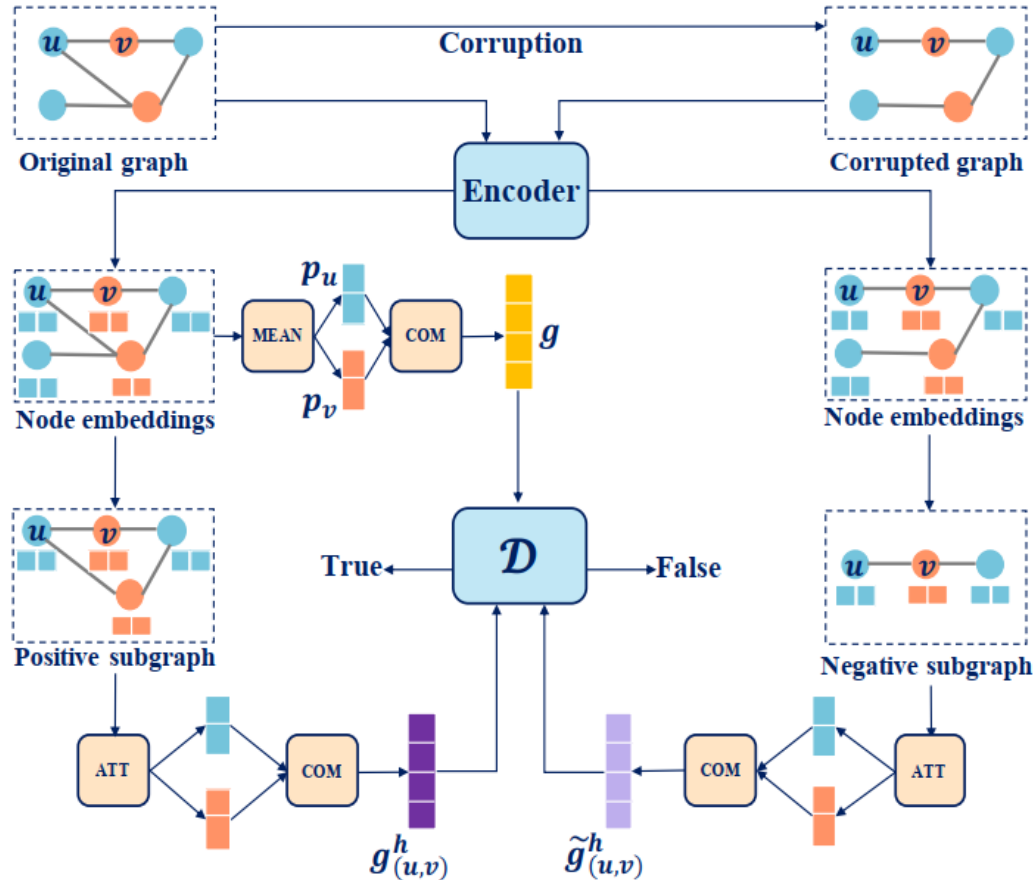 u v
Corruption
u v
Original graph
Corrupted graph
Encoder
u v
p_u
MEAN
COM
g
p_v
Node embeddings
u v
Node embeddings
u v
Positive subgraph
True
𝒟
False
u v
Negative subgraph
ATT
COM
g^h_{(u,v)}
g̃^h_{(u,v)}
COM
ATT